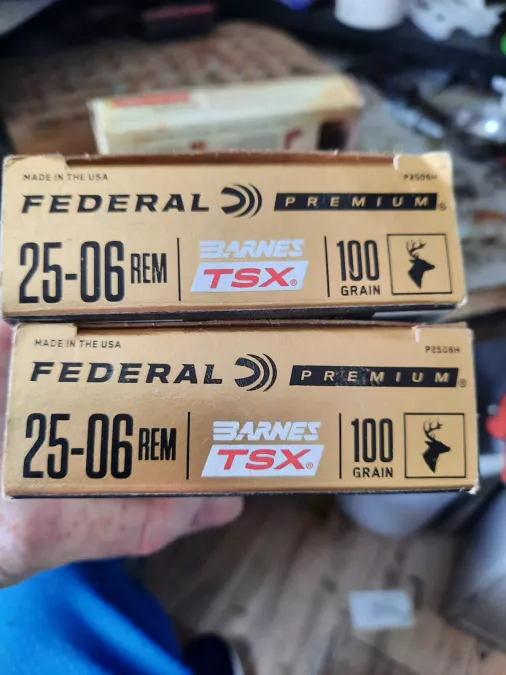 MADE IN THE USA
P2506H
FEDERAL PREMIUM®
25-06 REM
BARNES
TSX®
100
GRAIN
MADE IN THE USA
P2506H
FEDERAL PREMIUM®
25-06 REM
BARNES
TSX®
100
GRAIN